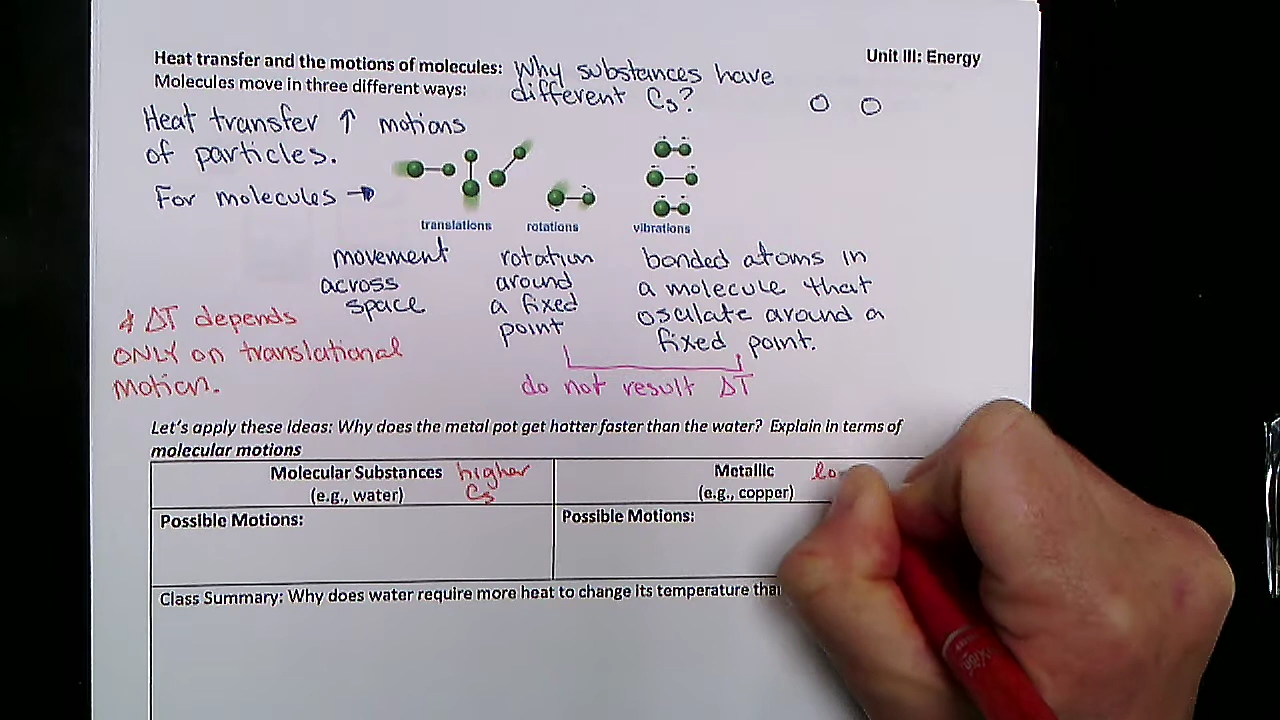 Heat transfer and the motions of molecules: Why substances have
Unit III: Energy
Molecules move in three different ways: different Cs?
Heat transfer ↑ motions
of particles.
For molecules →
translations rotations vibrations
movement
across
space
rotation
around
a fixed
point
bonded atoms in
a molecule that
osculate around a
fixed point.
do not result ΔT
* ΔT depends
ONLY on translational
Motion.
Let's apply these ideas: Why does the metal pot get hotter faster than the water? Explain in terms of
molecular motions
Molecular Substances higher
(e.g., water) Cs
Metallic lo
(e.g., copper)
Possible Motions:
Possible Motions:
Class Summary: Why does water require more heat to change its temperature